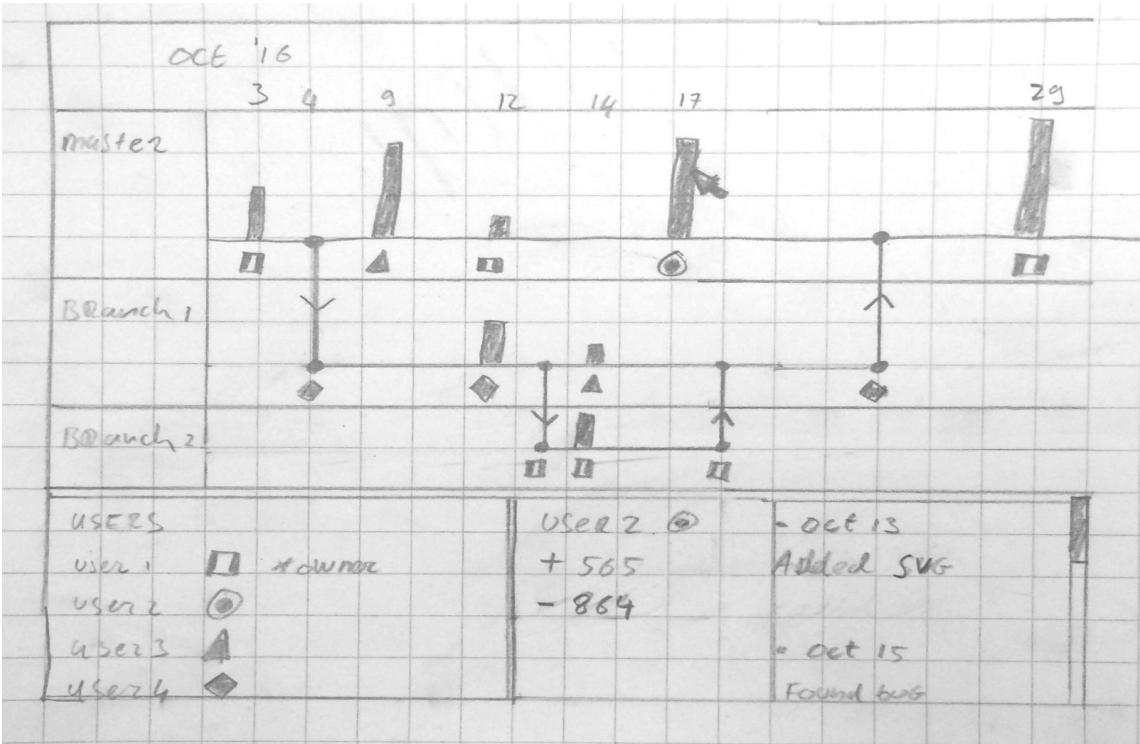 Oct '16
3 4 9 12 14 17 29
master
Branch 1
Branch 2
USERS
user 1 * owner
user 2
user 3
user 4
User 2
+ 565
- 864
- Oct 13
Added SVG
- Oct 15
Found bug